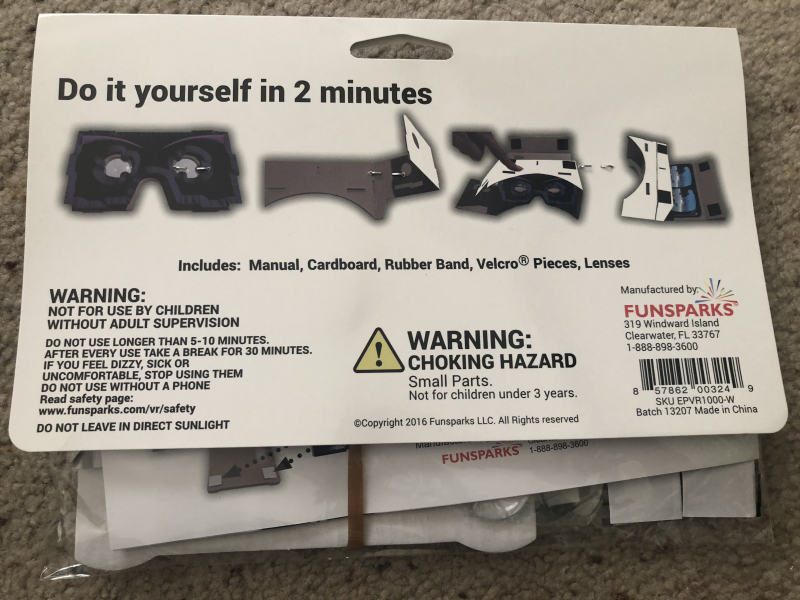 Do it yourself in 2 minutes
Includes: Manual, Cardboard, Rubber Band, Velcro® Pieces, Lenses
WARNING:
NOT FOR USE BY CHILDREN
WITHOUT ADULT SUPERVISION
DO NOT USE LONGER THAN 5-10 MINUTES.
AFTER EVERY USE TAKE A BREAK FOR 30 MINUTES.
IF YOU FEEL DIZZY, SICK OR
UNCOMFORTABLE, STOP USING THEM
DO NOT USE WITHOUT A PHONE
Read safety page:
www.funsparks.com/vr/safety
DO NOT LEAVE IN DIRECT SUNLIGHT
WARNING:
CHOKING HAZARD
Small Parts.
Not for children under 3 years.
©Copyright 2016 Funsparks LLC. All Rights reserved
Manufactured by:
FUNSPARKS®
319 Windward Island
Clearwater, FL 33767
1-888-898-3600
8 57862 00324 9
SKU EPVR1000-W
Batch 13207 Made in China
FUNSPARKS
1-888-898-3600